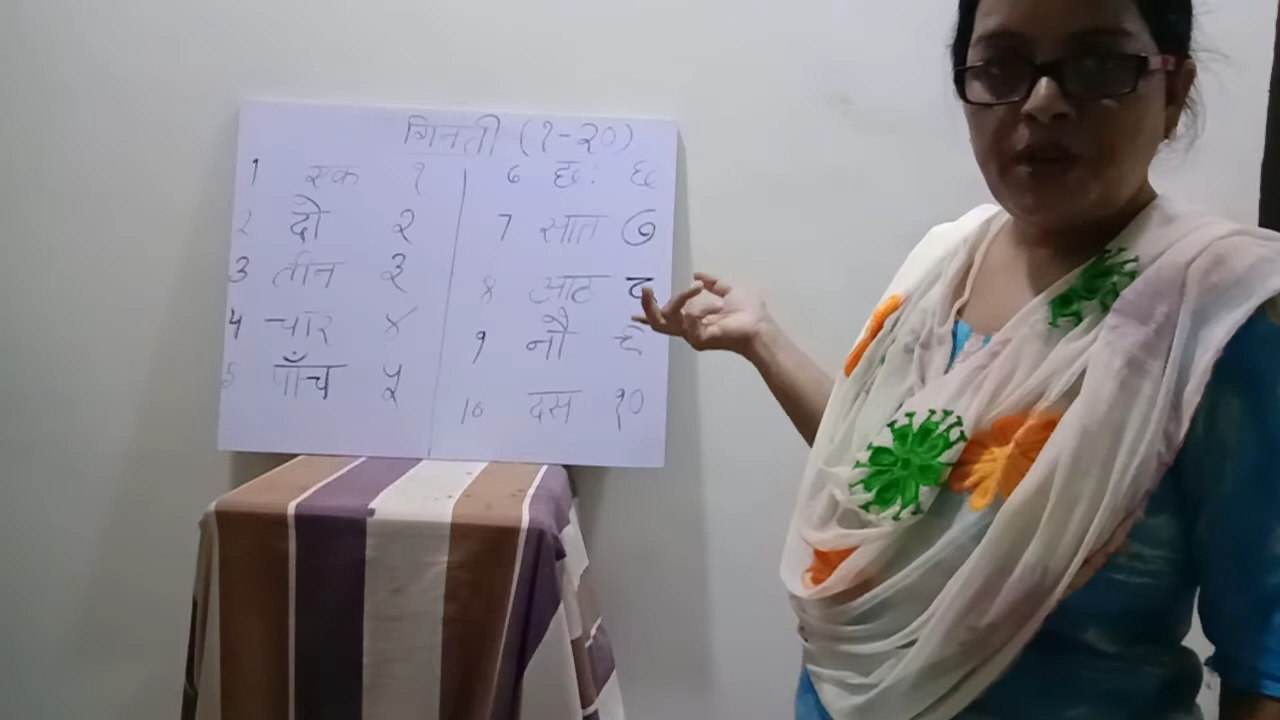 गिनती (१-२०)
1 एक १
2 दो २
3 तीन ३
4 चार ४
5 पाँच ५
6 छः ६
7 सात ७
8 आठ ८
9 नौ ९
10 दस १०